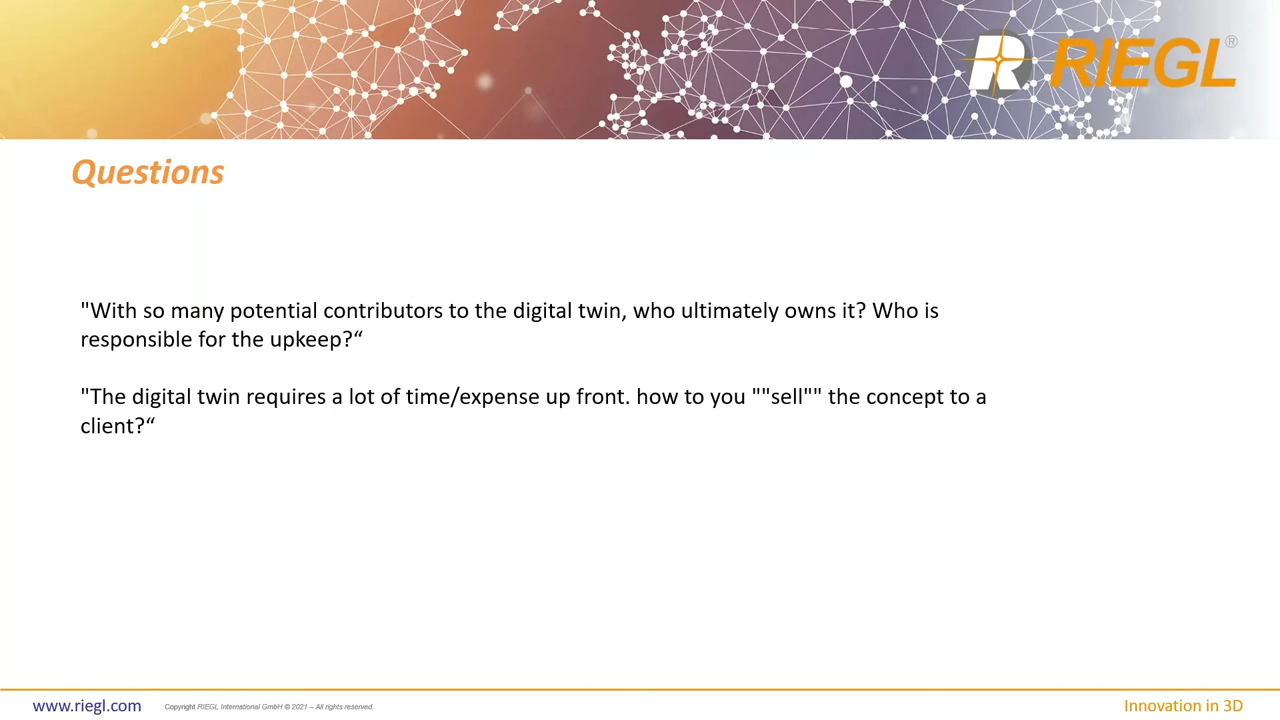 RIEGL®
Questions
"With so many potential contributors to the digital twin, who ultimately owns it? Who is
responsible for the upkeep?“
"The digital twin requires a lot of time/expense up front. how to you ""sell"" the concept to a
client?“
www.riegl.com
Copyright RIEGL International GmbH © 2021 – All rights reserved.
Innovation in 3D